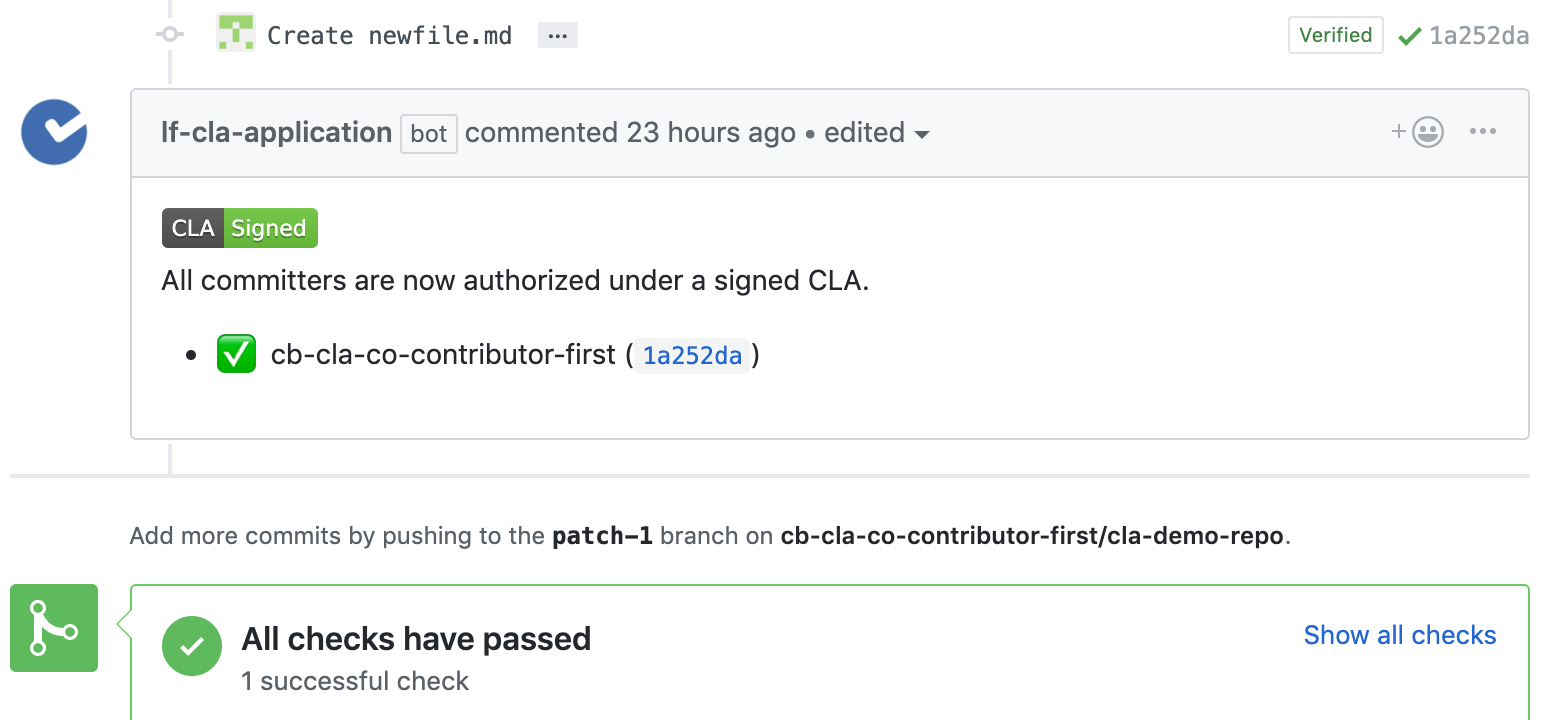 Create newfile.md ... Verified 1a252da
lf-cla-application bot commented 23 hours ago • edited
CLA Signed
All committers are now authorized under a signed CLA.
• ✅ cb-cla-co-contributor-first (1a252da)
Add more commits by pushing to the patch-1 branch on cb-cla-co-contributor-first/cla-demo-repo.
All checks have passed Show all checks
1 successful check